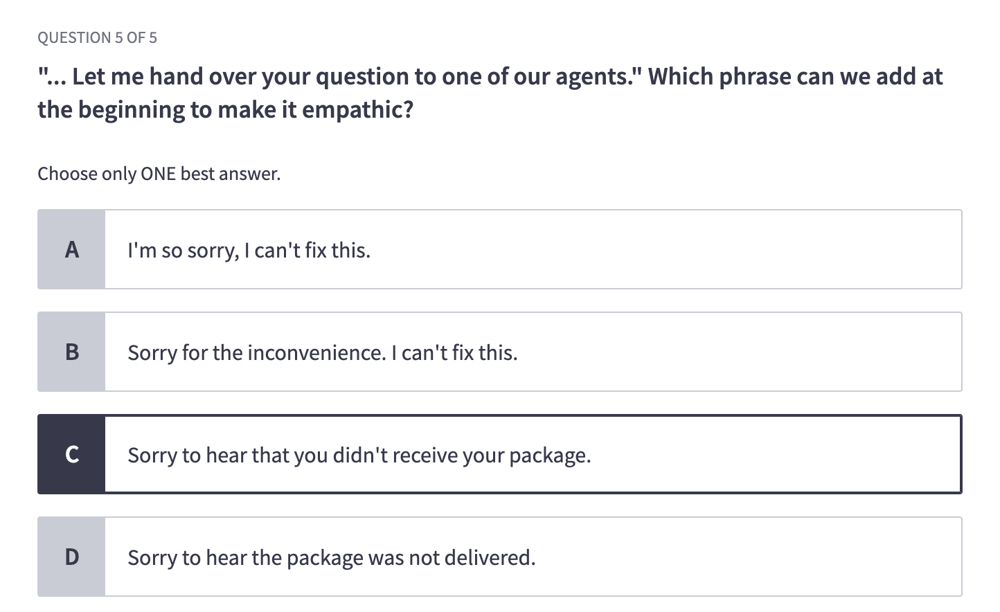 QUESTION 5 OF 5
"... Let me hand over your question to one of our agents." Which phrase can we add at
the beginning to make it empathic?
Choose only ONE best answer.
A
I'm so sorry, I can't fix this.
B
Sorry for the inconvenience. I can't fix this.
C
Sorry to hear that you didn't receive your package.
D
Sorry to hear the package was not delivered.